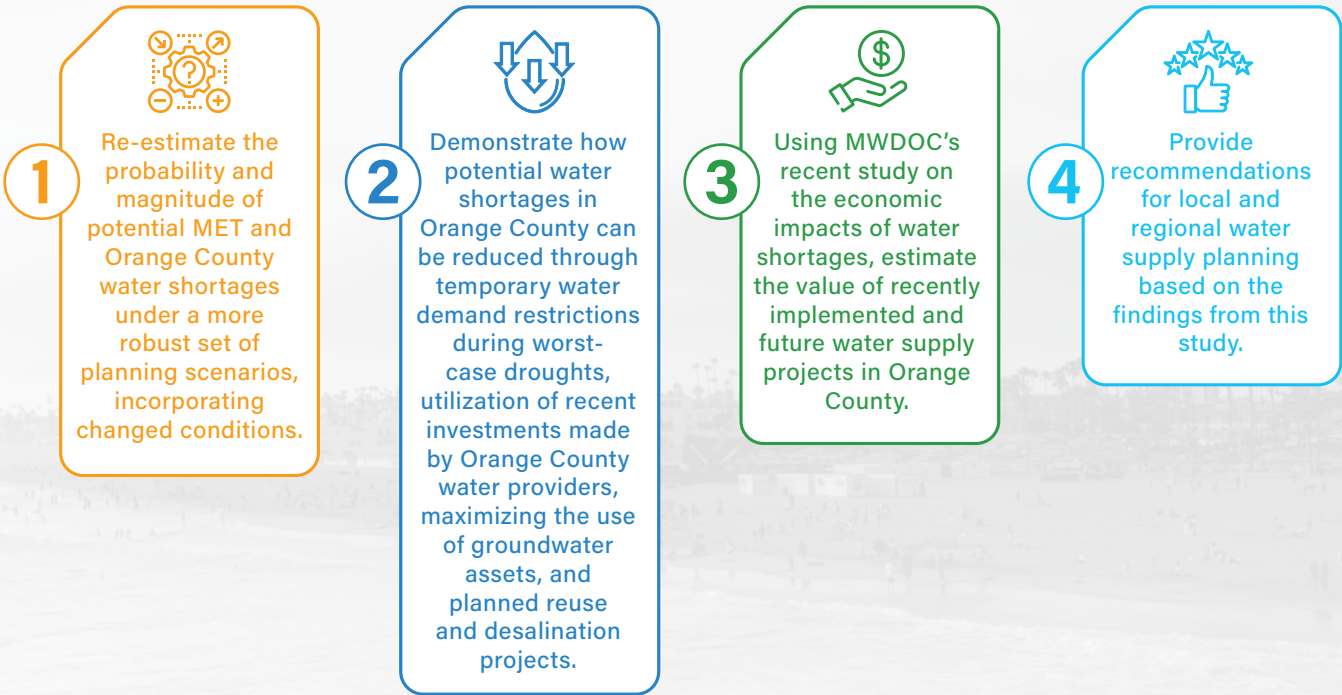 1
Re-estimate the
probability and
magnitude of
potential MET and
Orange County
water shortages
under a more
robust set of
planning scenarios,
incorporating
changed conditions.
2
Demonstrate how
potential water
shortages in
Orange County can
be reduced through
temporary water
demand restrictions
during worst-
case droughts,
utilization of recent
investments made
by Orange County
water providers,
maximizing the use
of groundwater
assets, and
planned reuse
and desalination
projects.
$
3
Using MWDOC’s
recent study on
the economic
impacts of water
shortages, estimate
the value of recently
implemented and
future water supply
projects in Orange
County.
4
Provide
recommendations
for local and
regional water
supply planning
based on the
findings from this
study.